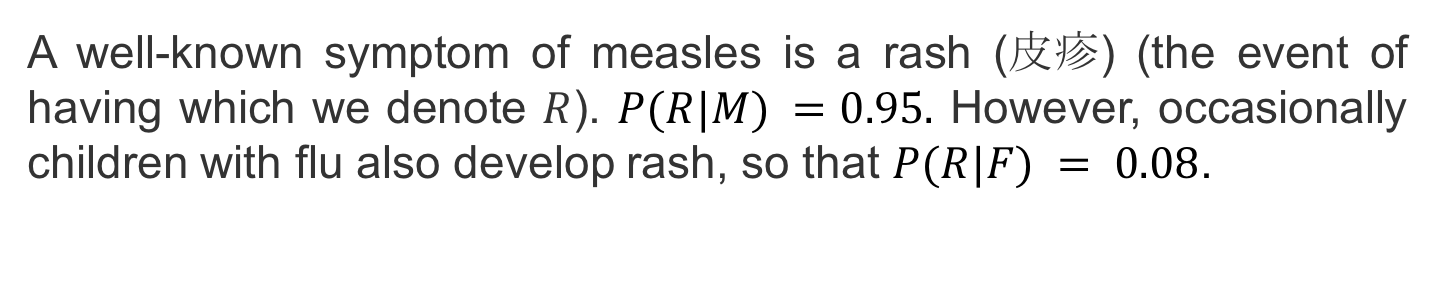 A well-known symptom of measles is a rash (皮疹) (the event of
having which we denote R). P(R|M) = 0.95. However, occasionally
children with flu also develop rash, so that P(R|F) = 0.08.